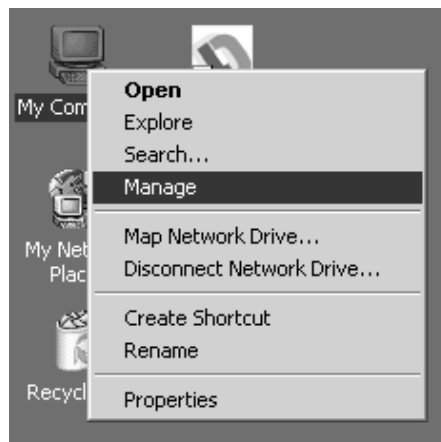 My Com
Open
Explore
Search...
Manage
Map Network Drive...
Disconnect Network Drive...
Create Shortcut
Rename
Properties
My Net
Plac
Recycl